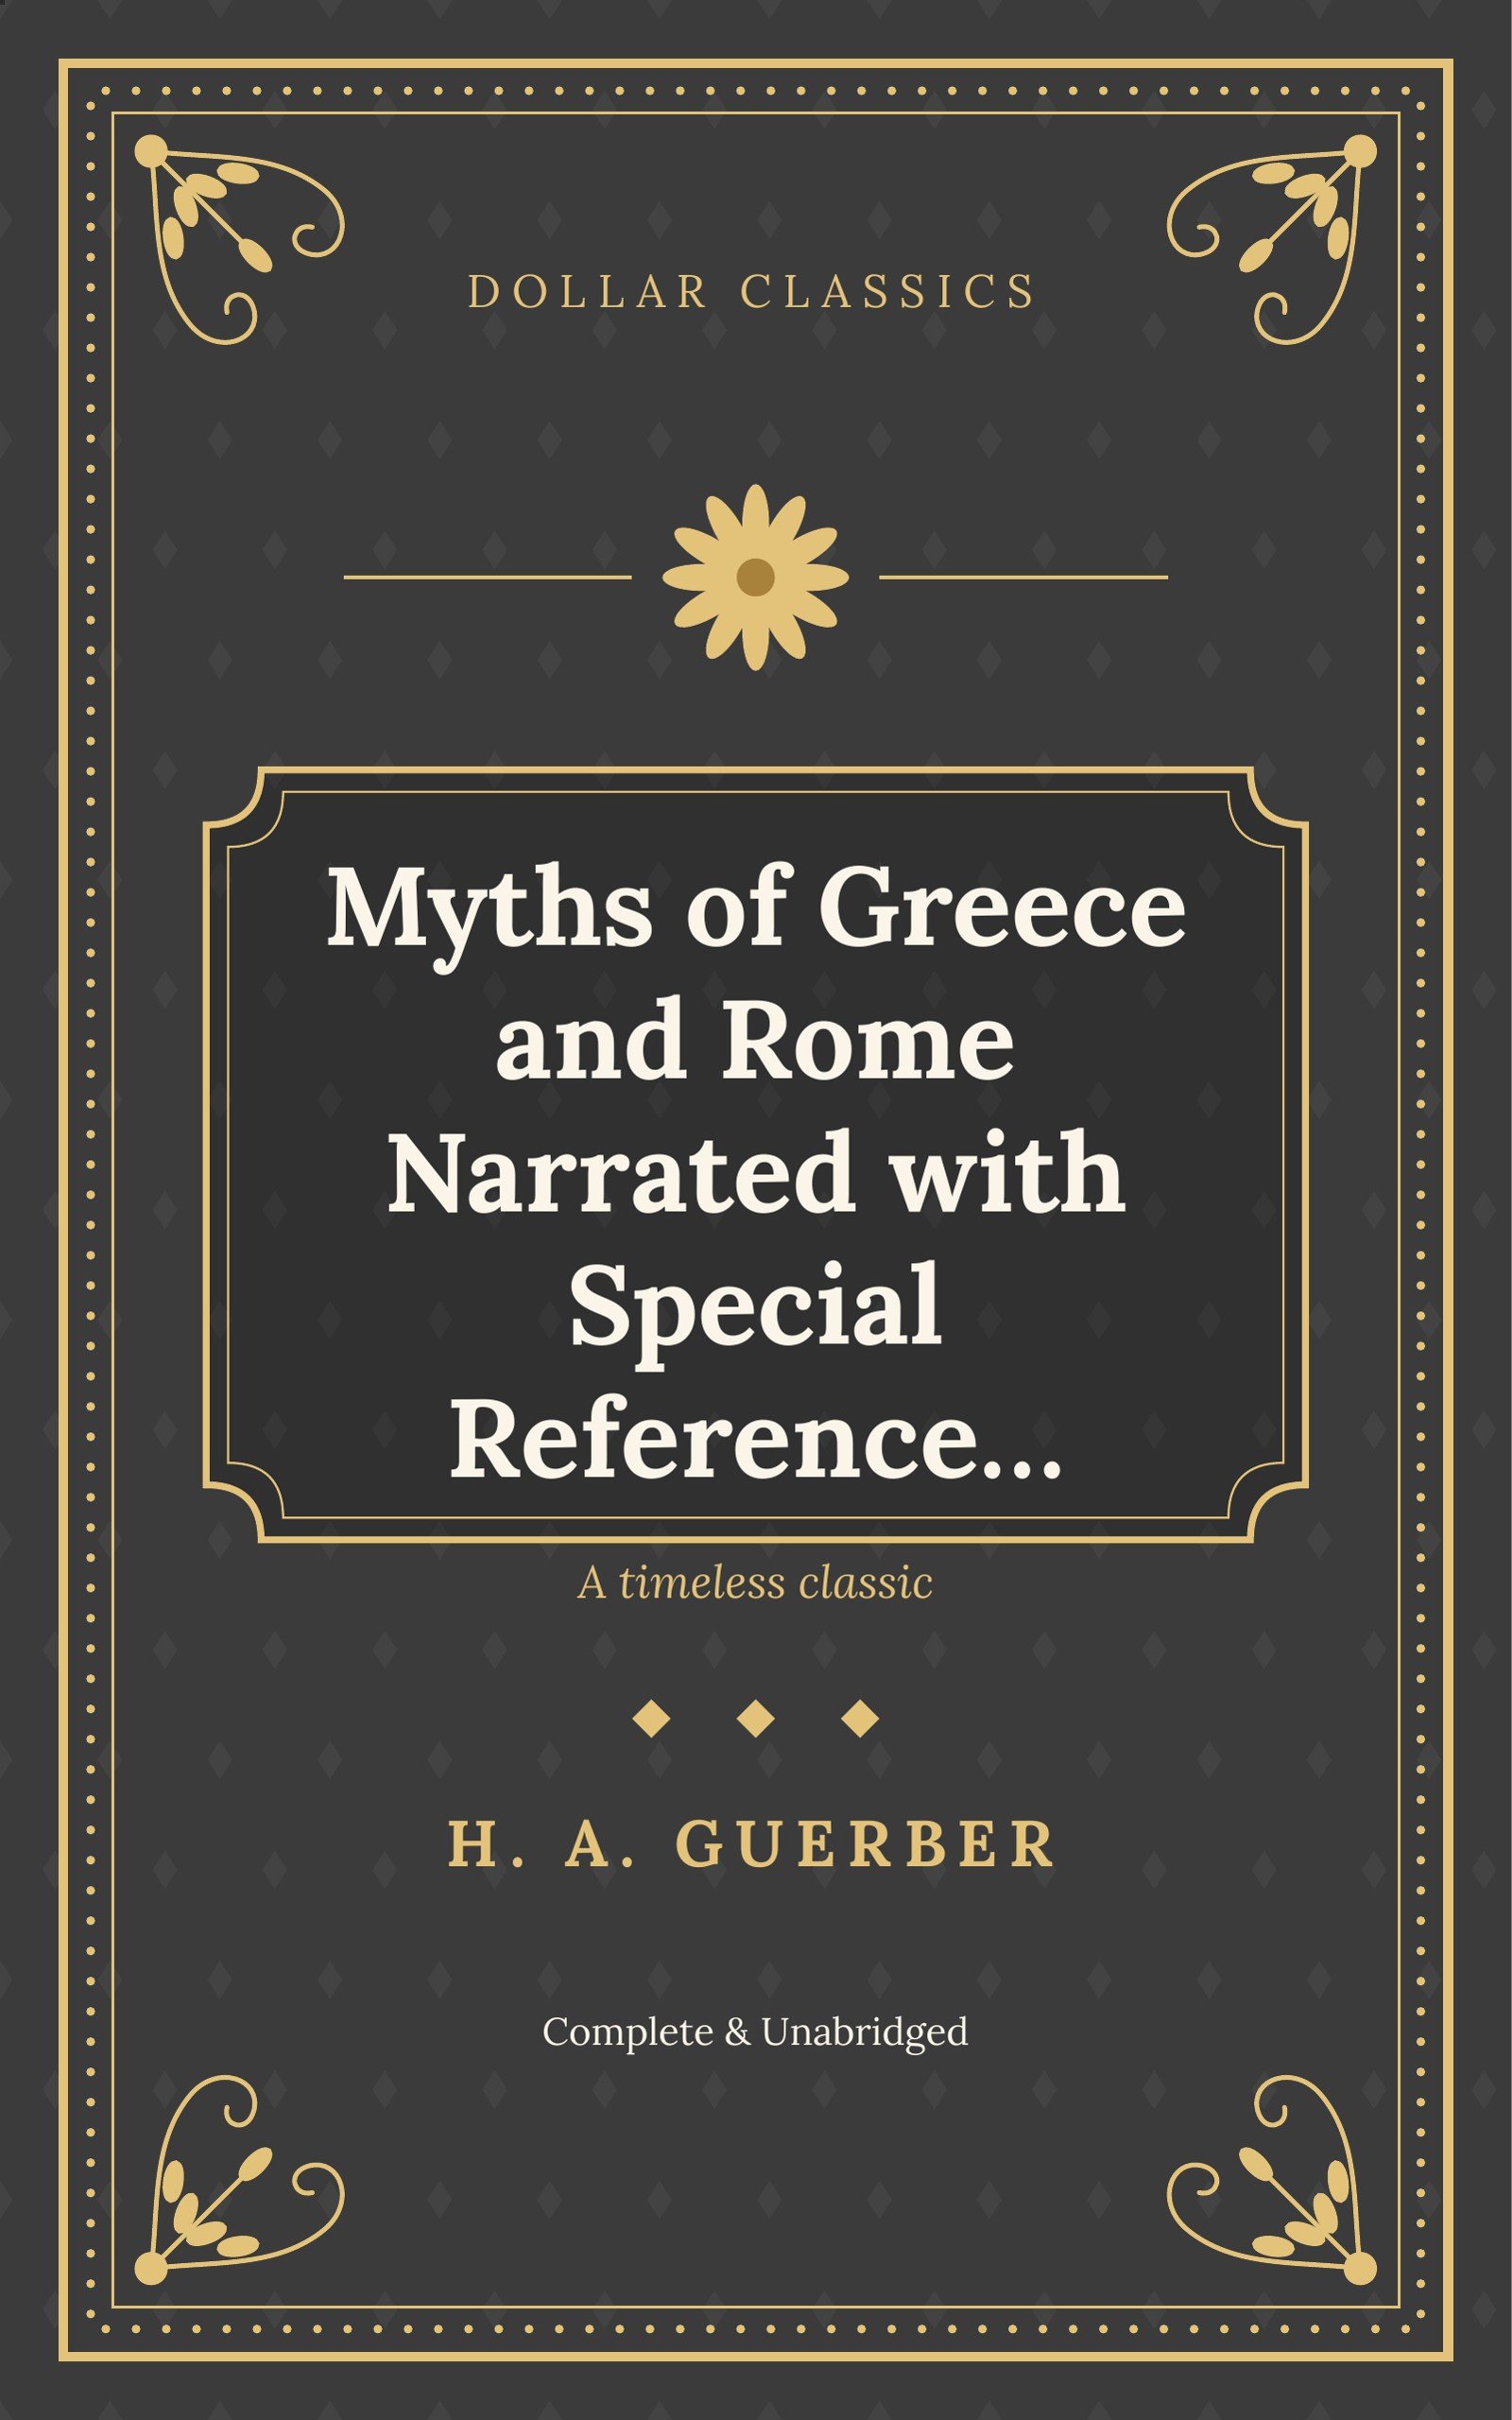 DOLLAR CLASSICS
Myths of Greece
and Rome
Narrated with
Special
Reference...
A timeless classic
H. A. GUERBER
Complete & Unabridged